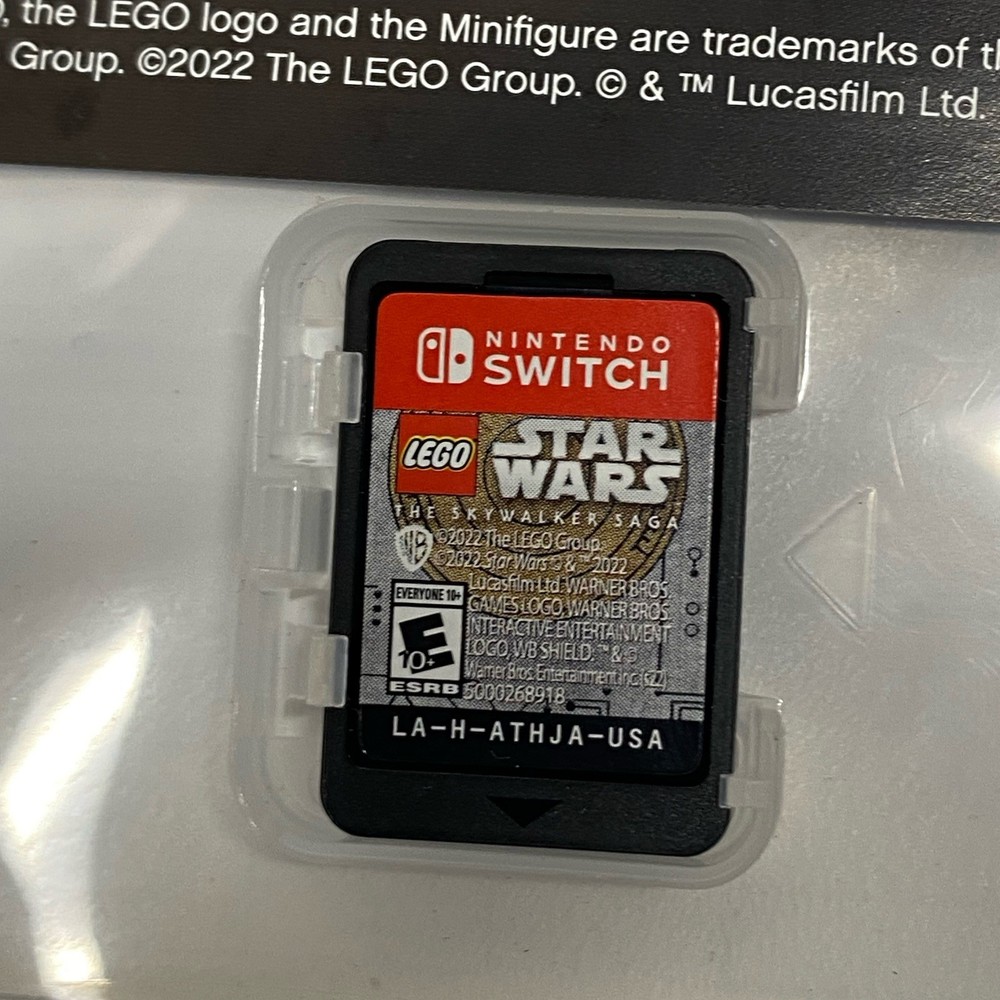 , the LEGO logo and the Minifigure are trademarks of
Group. ©2022 The LEGO Group. © & ™ Lucasfilm Ltd.
NINTENDO
SWITCH
LEGO
STAR
WARS
THE SKYWALKER SAGA
WB
©2022 The LEGO Group.
©2022 Star Wars © & ™ 2022
Lucasfilm Ltd. WARNER BROS.
GAMES LOGO, WARNER BROS.
INTERACTIVE ENTERTAINMENT
LOGO, WB SHIELD: ™ & ©
Warner Bros. Entertainment Inc. (s22)
5000268918
EVERYONE 10+
E
10+
ESRB
LA-H-ATHJA-USA